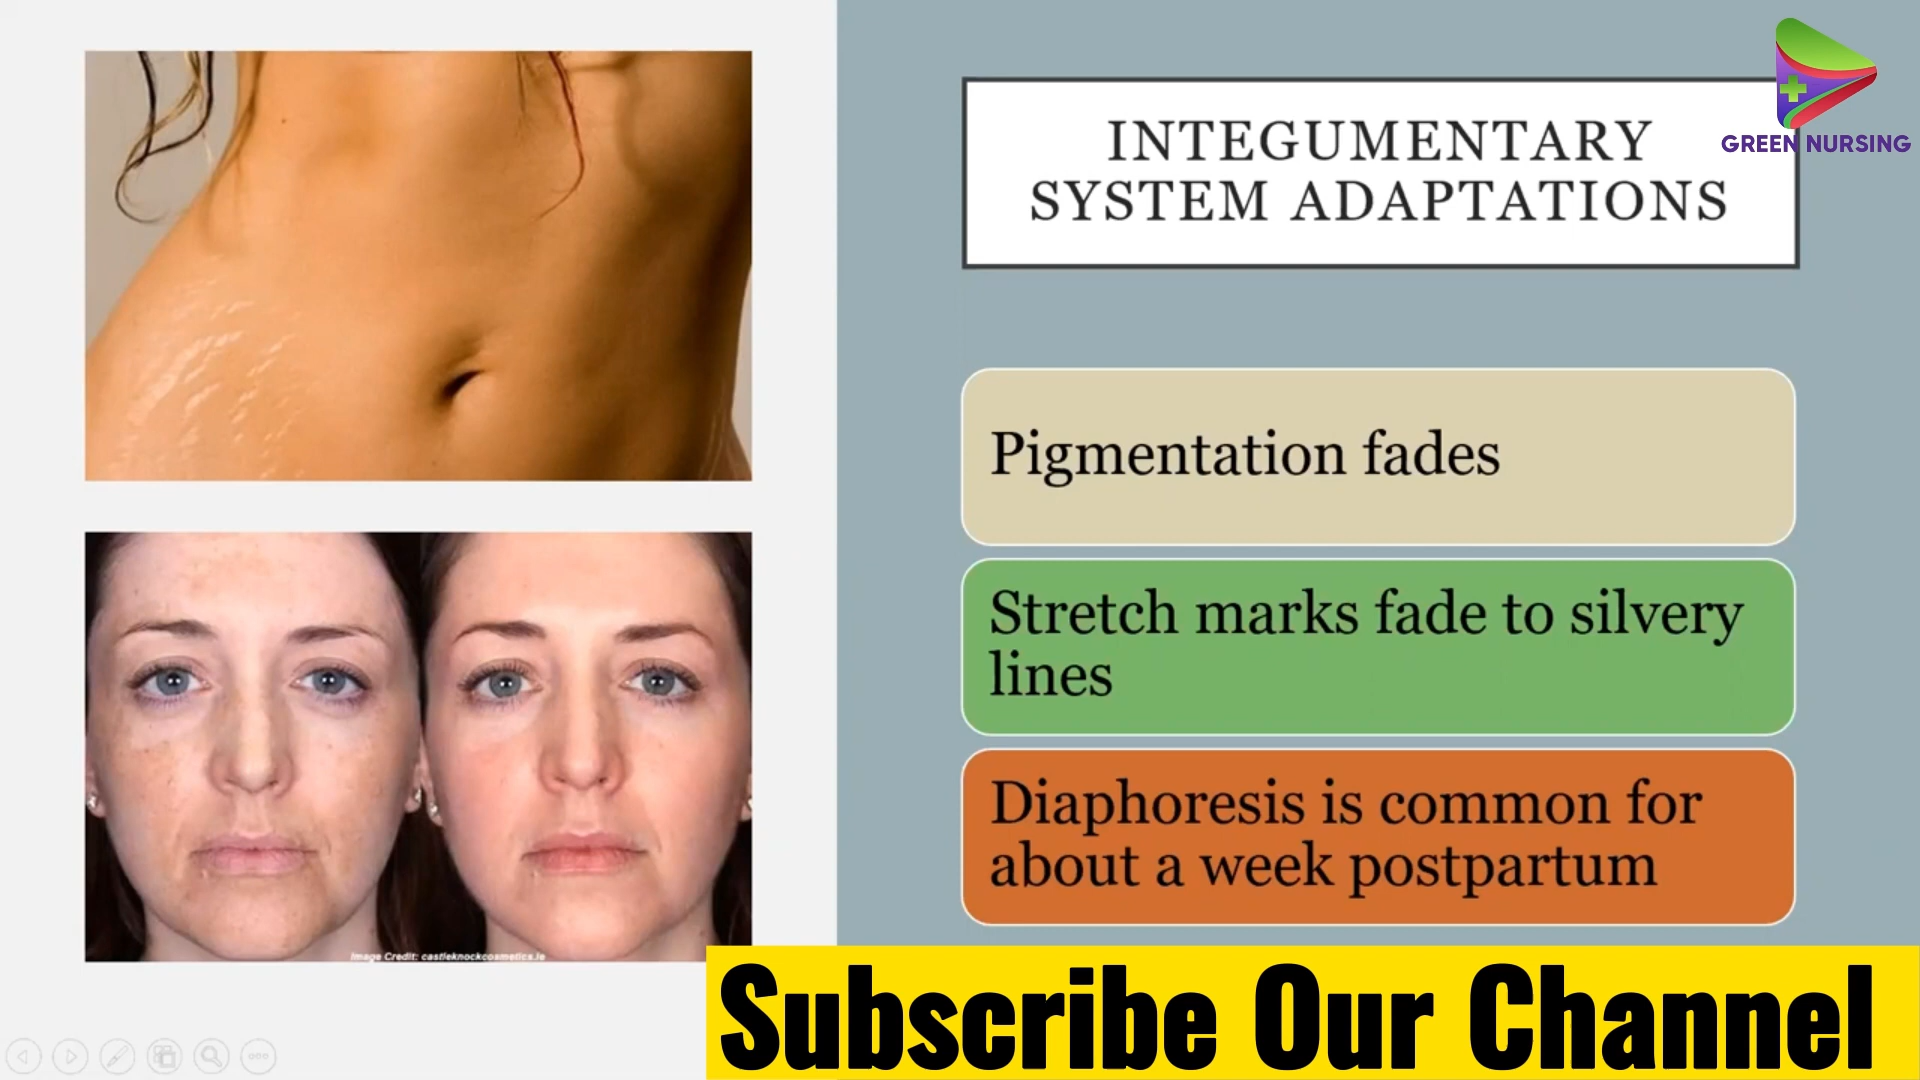 INTEGUMENTARY
SYSTEM ADAPTATIONS
GREEN NURSING
Pigmentation fades
Stretch marks fade to silvery
lines
Diaphoresis is common for
about a week postpartum
Image Credit: castleknockcosmetics.ie
Subscribe Our Channel